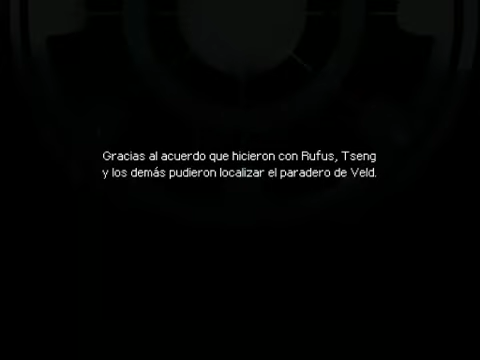 Gracias al acuerdo que hicieron con Rufus, Tseng
y los demás pudieron localizar el paradero de Veld.